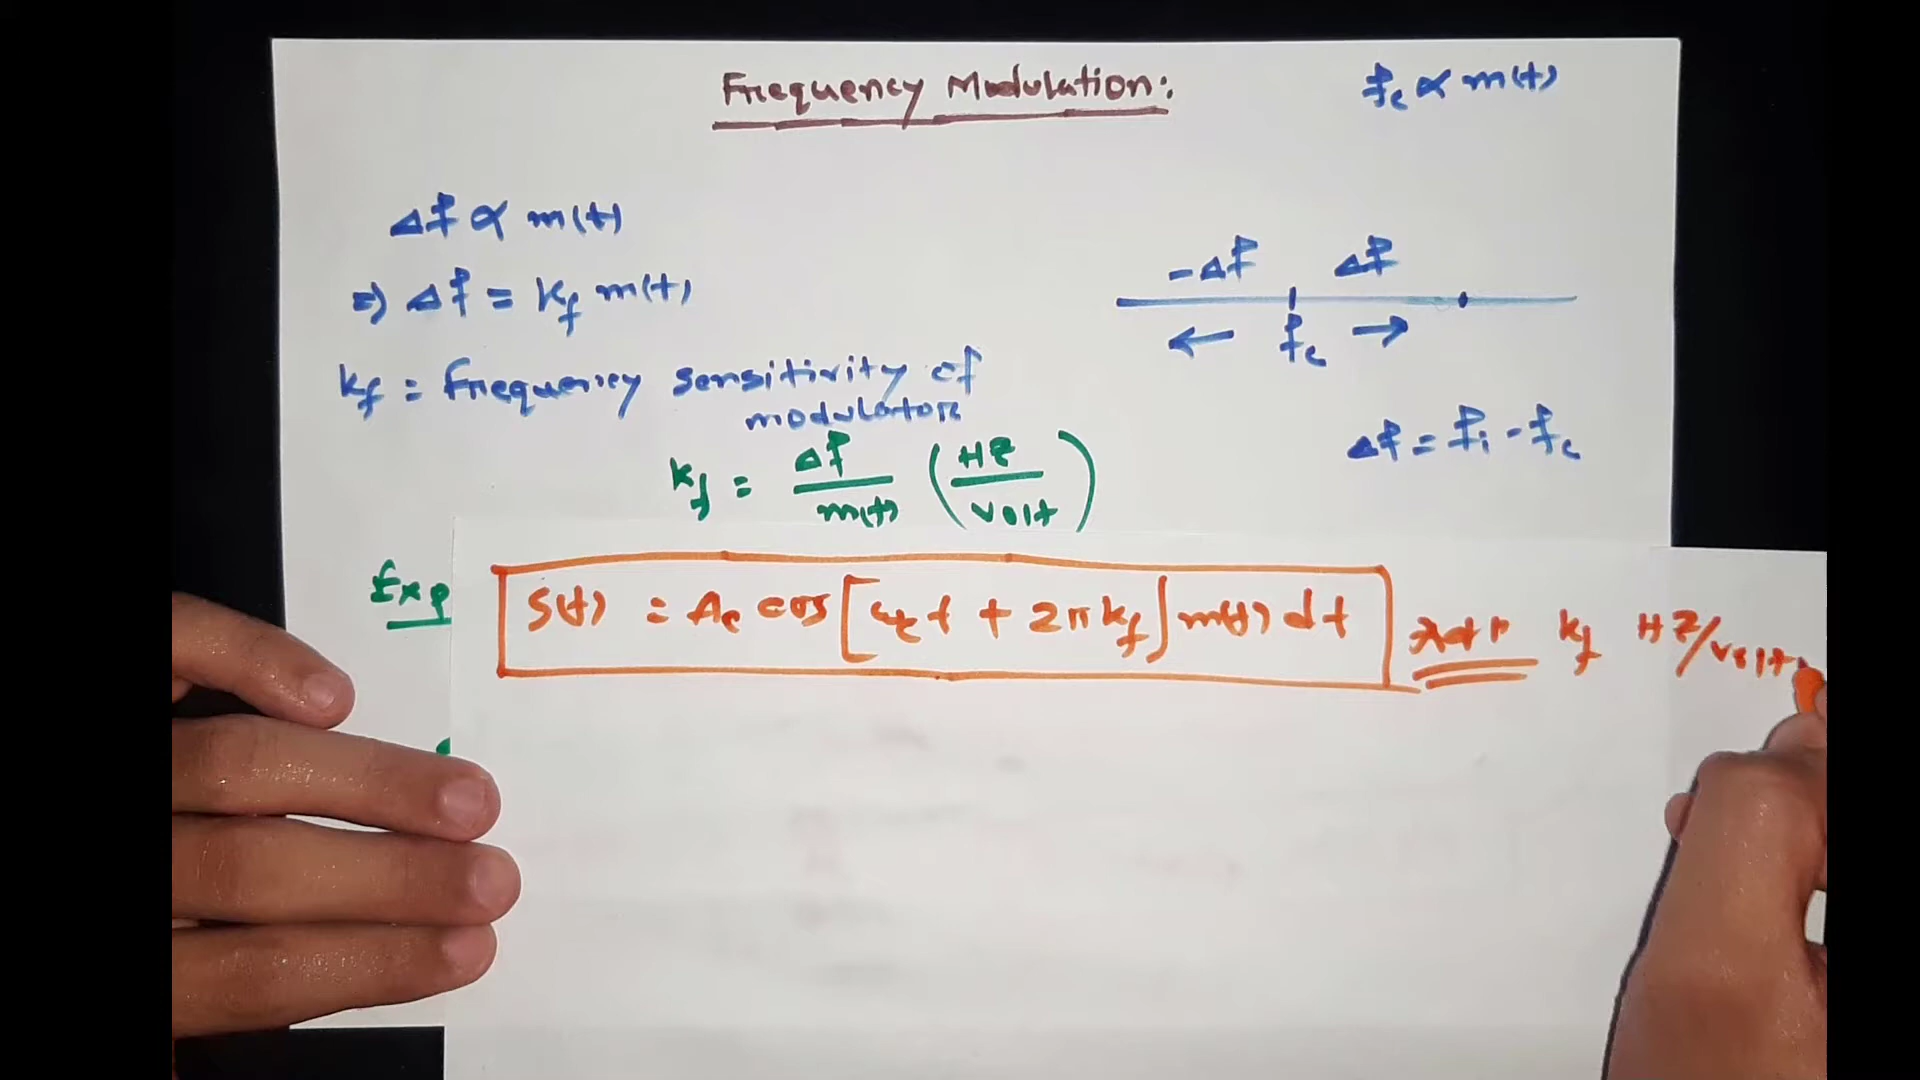 Frequency Modulation:
fc ∝ m(t)
Δf ∝ m(t)
⇒ Δf = kf m(t)
-Δf Δf
← fc →
kf = frequency sensitivity of
modulator
Δf = fi - fc
kf = Δf / m(t) (HZ / volt)
Exp
S(t) = Ac cos [ωct + 2π kf ∫ m(t) dt
kf HZ/volt